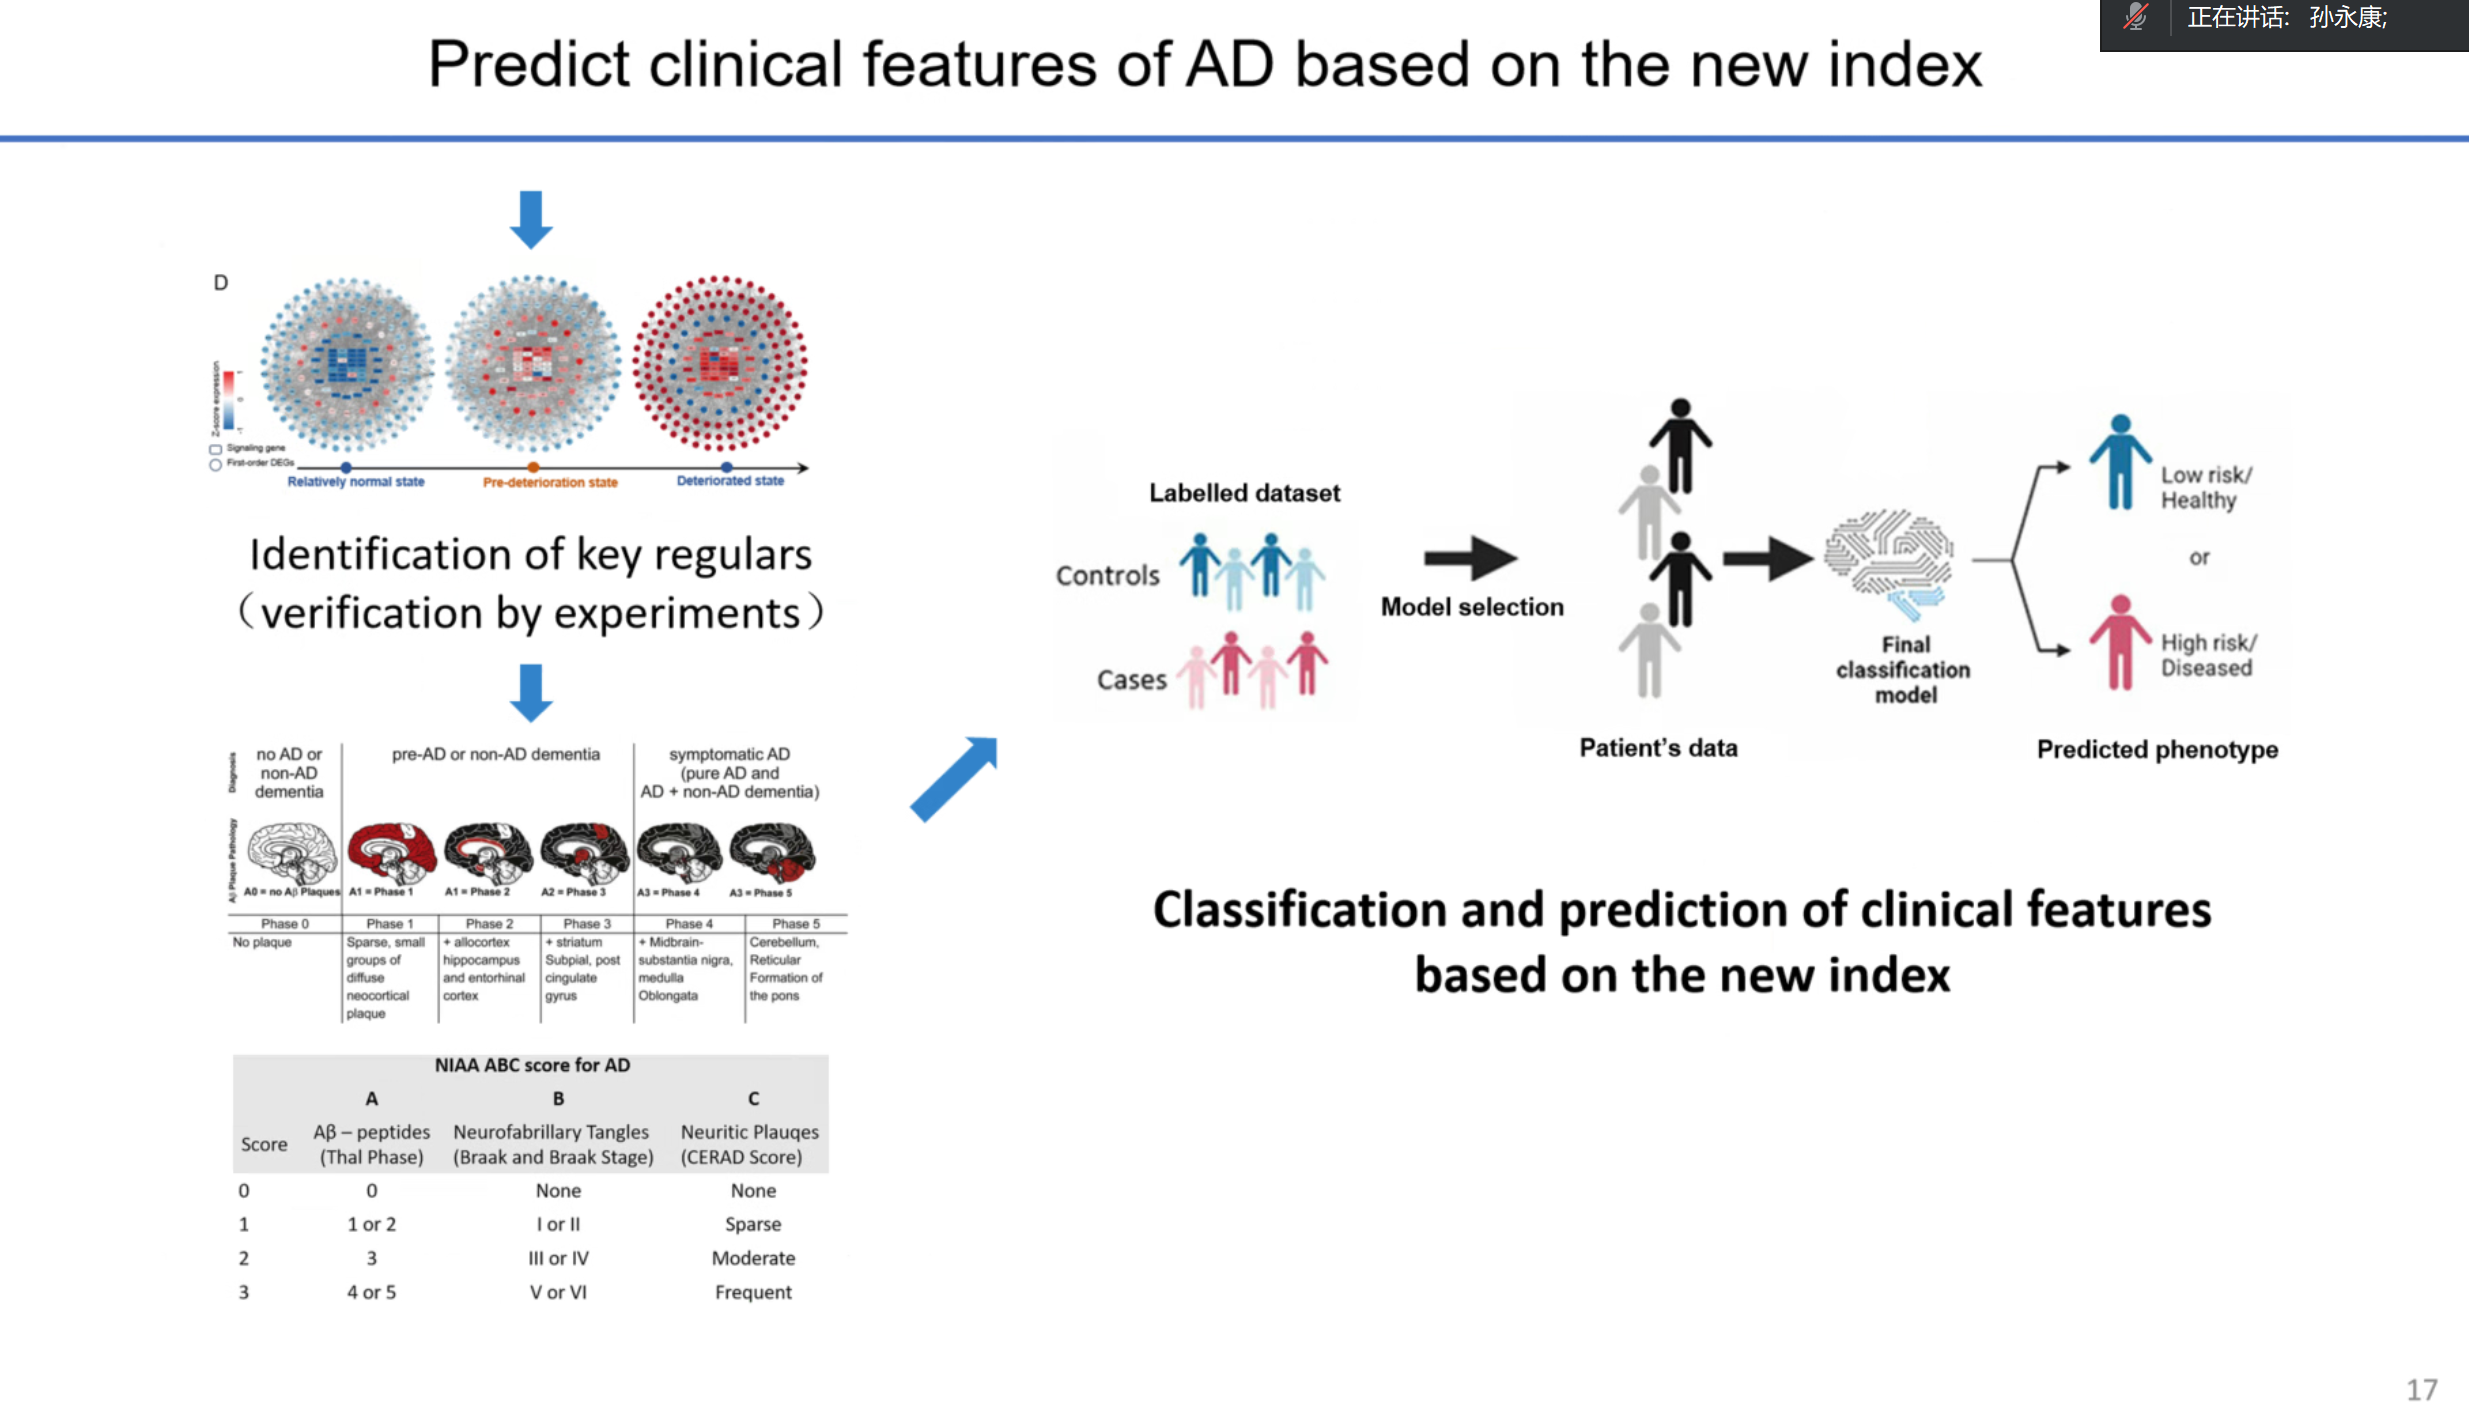 正在讲话: 孙永康;
Predict clinical features of AD based on the new index
D
Z-score expression
1
0
-1
Signaling gene
First-order DEGs
Relatively normal state
Pre-deterioration state
Deteriorated state
Identification of key regulars
（verification by experiments）
Diagnosis
no AD or
non-AD
dementia
pre-AD or non-AD dementia
symptomatic AD
(pure AD and
AD + non-AD dementia)
Aβ Plaque Pathology
A0 = no Aβ Plaques
A1 = Phase 1
A1 = Phase 2
A2 = Phase 3
A3 = Phase 4
A3 = Phase 5
Phase 0
Phase 1
Phase 2
Phase 3
Phase 4
Phase 5
No plaque
Sparse, small
groups of
diffuse
neocortical
plaque
+ allocortex
hippocampus
and entorhinal
cortex
+ striatum
Subpial, post
cingulate
gyrus
+ Midbrain-
substantia nigra,
medulla
Oblongata
Cerebellum,
Reticular
Formation of
the pons
NIAA ABC score for AD
A B C
Score
Aβ – peptides
(Thal Phase)
Neurofabrillary Tangles
(Braak and Braak Stage)
Neuritic Plauqes
(CERAD Score)
0 0 None None
1 1 or 2 I or II Sparse
2 3 III or IV Moderate
3 4 or 5 V or VI Frequent
Labelled dataset
Controls
Cases
Model selection
Patient's data
Final
classification
model
Low risk/
Healthy
or
High risk/
Diseased
Predicted phenotype
Classification and prediction of clinical features
based on the new index
17